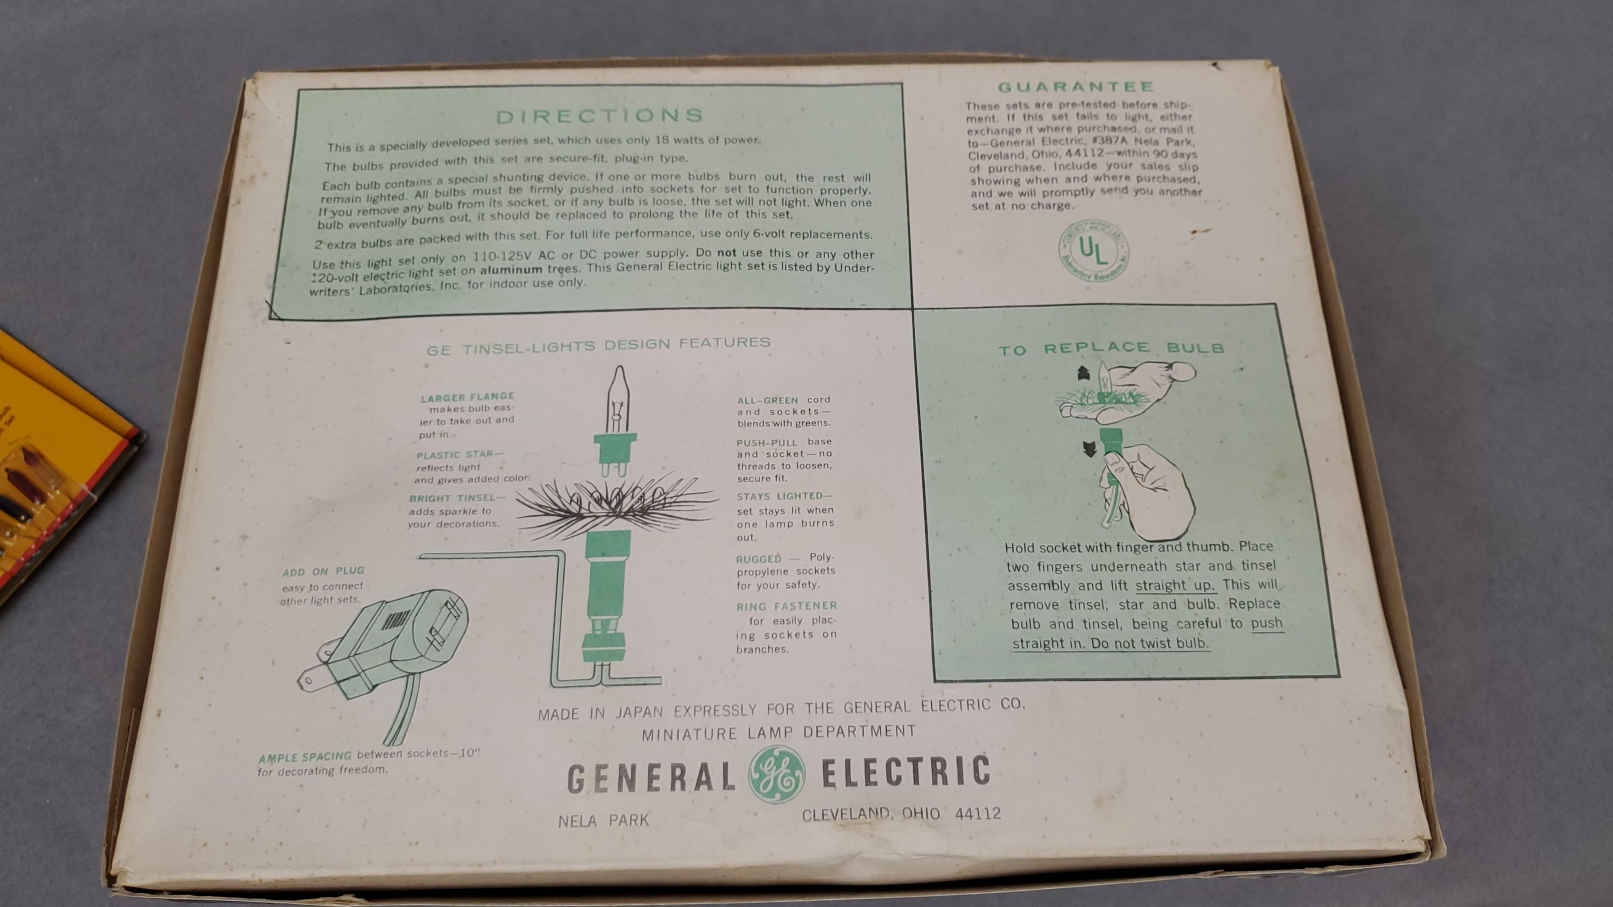 DIRECTIONS
This is a specially developed series set, which uses only 18 watts of power.
The bulbs provided with this set are secure-fit, plug-in type.
Each bulb contains a special shunting device. If one or more bulbs burn out, the rest will
remain lighted. All bulbs must be firmly pushed into sockets for set to function properly.
If you remove any bulb from its socket, or if any bulb is loose, the set will not light. When one
bulb eventually burns out, it should be replaced to prolong the life of this set.
2 extra bulbs are packed with this set. For full life performance, use only 6-volt replacements.
Use this light set only on 110-125V AC or DC power supply. Do not use this or any other
120-volt electric light set on aluminum trees. This General Electric light set is listed by Under-
writers' Laboratories, Inc. for indoor use only.
GUARANTEE
These sets are pre-tested before ship-
ment. If this set fails to light, either
exchange it where purchased, or mail it
to—General Electric, #387A Nela Park,
Cleveland, Ohio, 44112—within 90 days
of purchase. Include your sales slip
showing when and where purchased,
and we will promptly send you another
set at no charge.
UL
GE TINSEL-LIGHTS DESIGN FEATURES
LARGER FLANGE
makes bulb eas-
ier to take out and
put in.
PLASTIC STAR—
reflects light
and gives added color.
BRIGHT TINSEL—
adds sparkle to
your decorations.
ADD ON PLUG
easy to connect
other light sets.
AMPLE SPACING between sockets—10"
for decorating freedom.
ALL-GREEN cord
and sockets—
blends with greens.
PUSH-PULL base
and socket—no
threads to loosen,
secure fit.
STAYS LIGHTED—
set stays lit when
one lamp burns
out.
RUGGED — Poly-
propylene sockets
for your safety.
RING FASTENER
for easily plac-
ing sockets on
branches.
TO REPLACE BULB
Hold socket with finger and thumb. Place
two fingers underneath star and tinsel
assembly and lift straight up. This will
remove tinsel, star and bulb. Replace
bulb and tinsel, being careful to push
straight in. Do not twist bulb.
MADE IN JAPAN EXPRESSLY FOR THE GENERAL ELECTRIC CO.
MINIATURE LAMP DEPARTMENT
GENERAL GE ELECTRIC
NELA PARK CLEVELAND, OHIO 44112